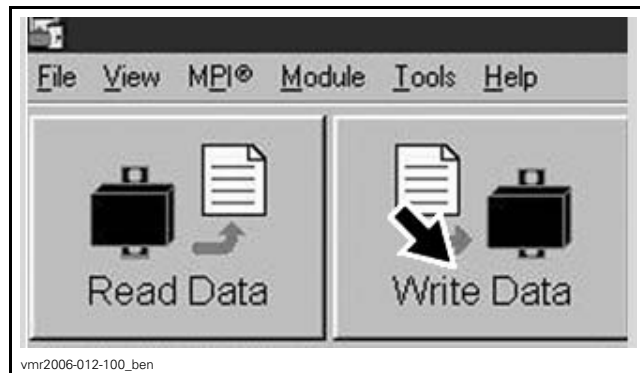 File View MPI® Module Tools Help
Read Data Write Data
vmr2006-012-100_ben